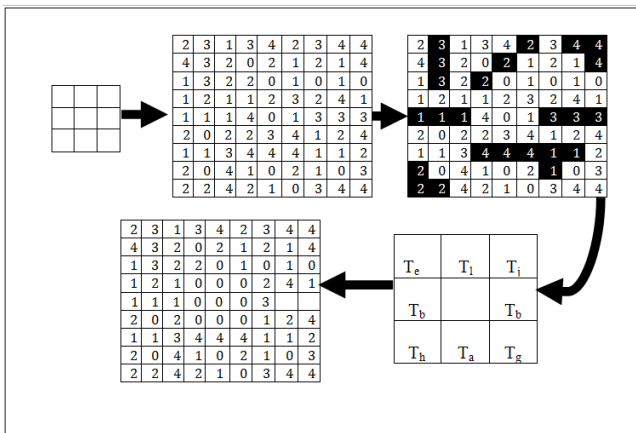 2 3 1 3 4 2 3 4 4
4 3 2 0 2 1 2 1 4
1 3 2 2 0 1 0 1 0
1 2 1 1 2 3 2 4 1
1 1 1 4 0 1 3 3 3
2 0 2 2 3 4 1 2 4
1 1 3 4 4 4 1 1 2
2 0 4 1 0 2 1 0 3
2 2 4 2 1 0 3 4 4
2 3 1 3 4 2 3 4 4
4 3 2 0 2 1 2 1 4
1 3 2 2 0 1 0 1 0
1 2 1 1 2 3 2 4 1
1 1 1 4 0 1 3 3 3
2 0 2 2 3 4 1 2 4
1 1 3 4 4 4 1 1 2
2 0 4 1 0 2 1 0 3
2 2 4 2 1 0 3 4 4
Te Tl Tj
Tb Tb
Th Ta Tg
2 3 1 3 4 2 3 4 4
4 3 2 0 2 1 2 1 4
1 3 2 2 0 1 0 1 0
1 2 1 0 0 0 2 4 1
1 1 1 0 0 0 3
2 0 2 0 0 0 1 2 4
1 1 3 4 4 4 1 1 2
2 0 4 1 0 2 1 0 3
2 2 4 2 1 0 3 4 4